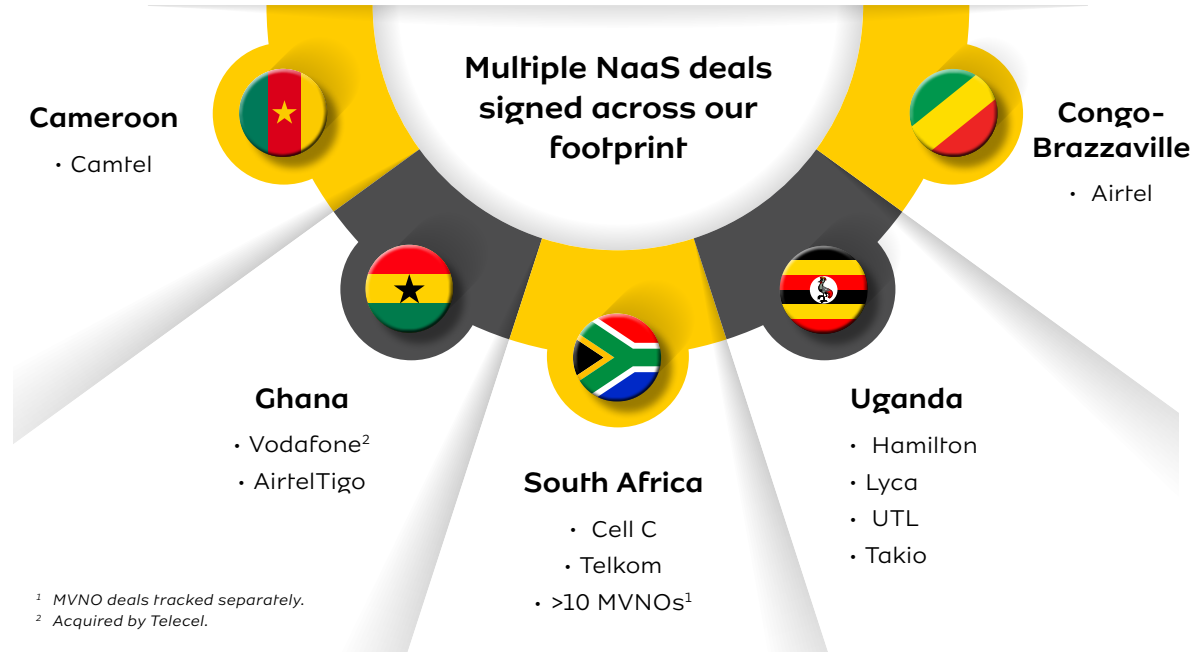 Multiple NaaS deals
signed across our
footprint
Cameroon
• Camtel
Congo-
Brazzaville
• Airtel
Ghana
• Vodafone²
• AirtelTigo
South Africa
• Cell C
• Telkom
• >10 MVNOs¹
Uganda
• Hamilton
• Lyca
• UTL
• Takio
¹ MVNO deals tracked separately.
² Acquired by Telecel.